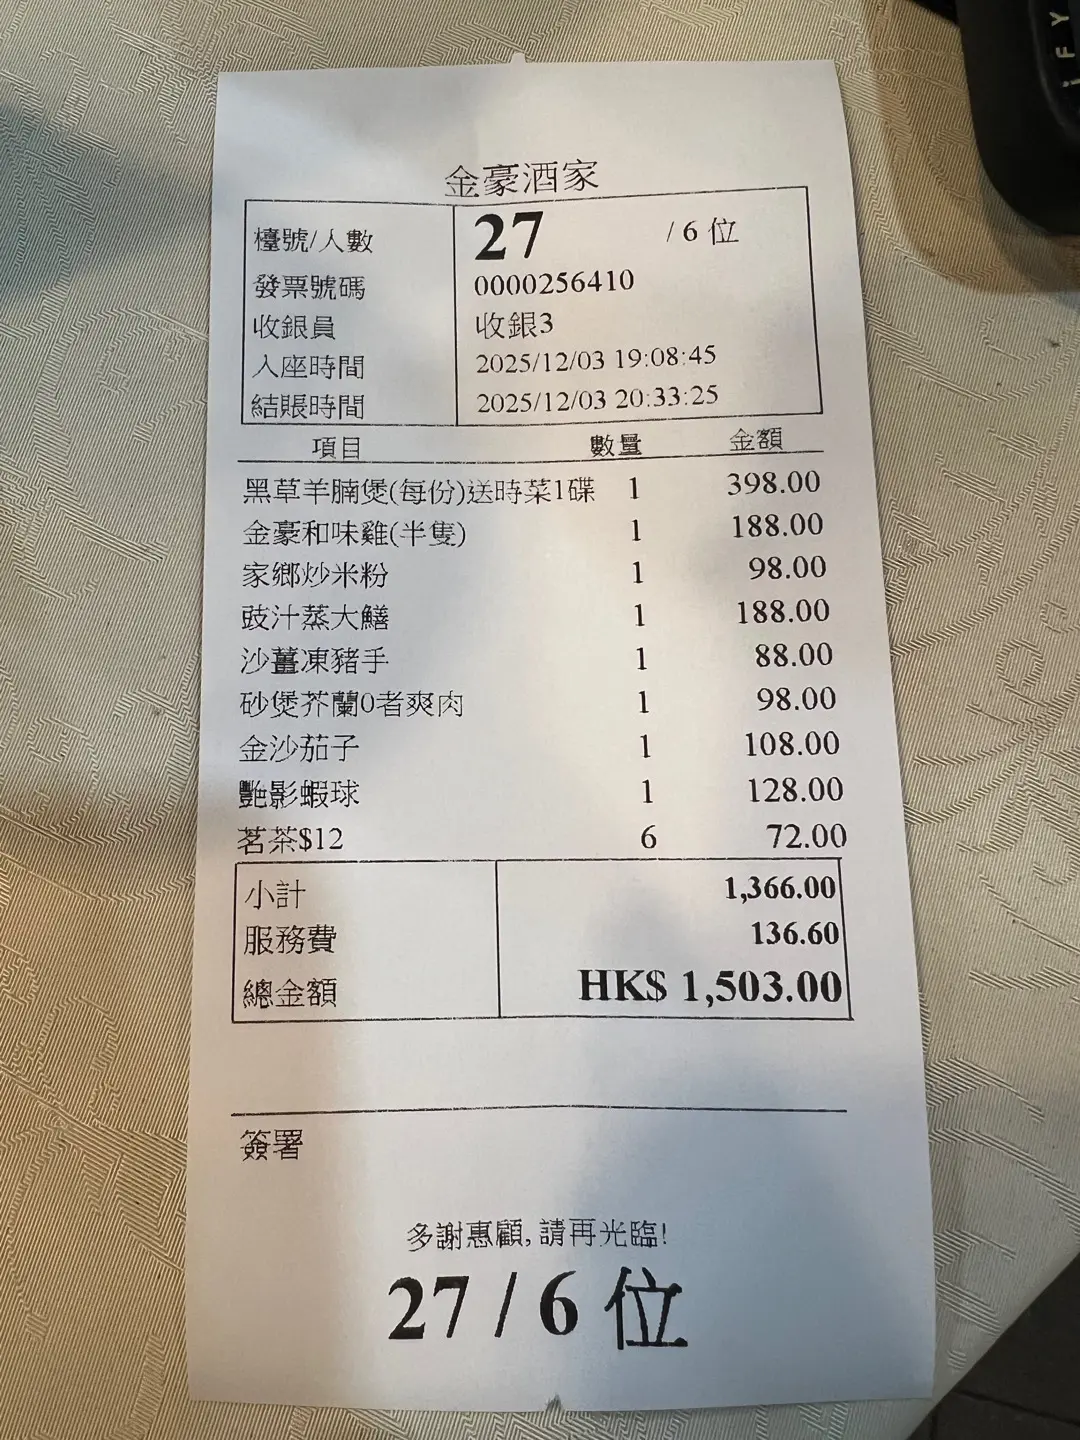 金豪酒家
檯號/人數 27 / 6 位
發票號碼 0000256410
收銀員 收銀3
入座時間 2025/12/03 19:08:45
結賬時間 2025/12/03 20:33:25
項目 數量 金額
黑草羊腩煲(每份)送時菜1碟 1 398.00
金豪和味雞(半隻) 1 188.00
家鄉炒米粉 1 98.00
豉汁蒸大鱔 1 188.00
沙薑凍豬手 1 88.00
砂煲芥蘭0者爽肉 1 98.00
金沙茄子 1 108.00
艷影蝦球 1 128.00
茗茶$12 6 72.00
小計 1,366.00
服務費 136.60
總金額 HK$ 1,503.00
簽署
多謝惠顧,請再光臨!
27 / 6 位